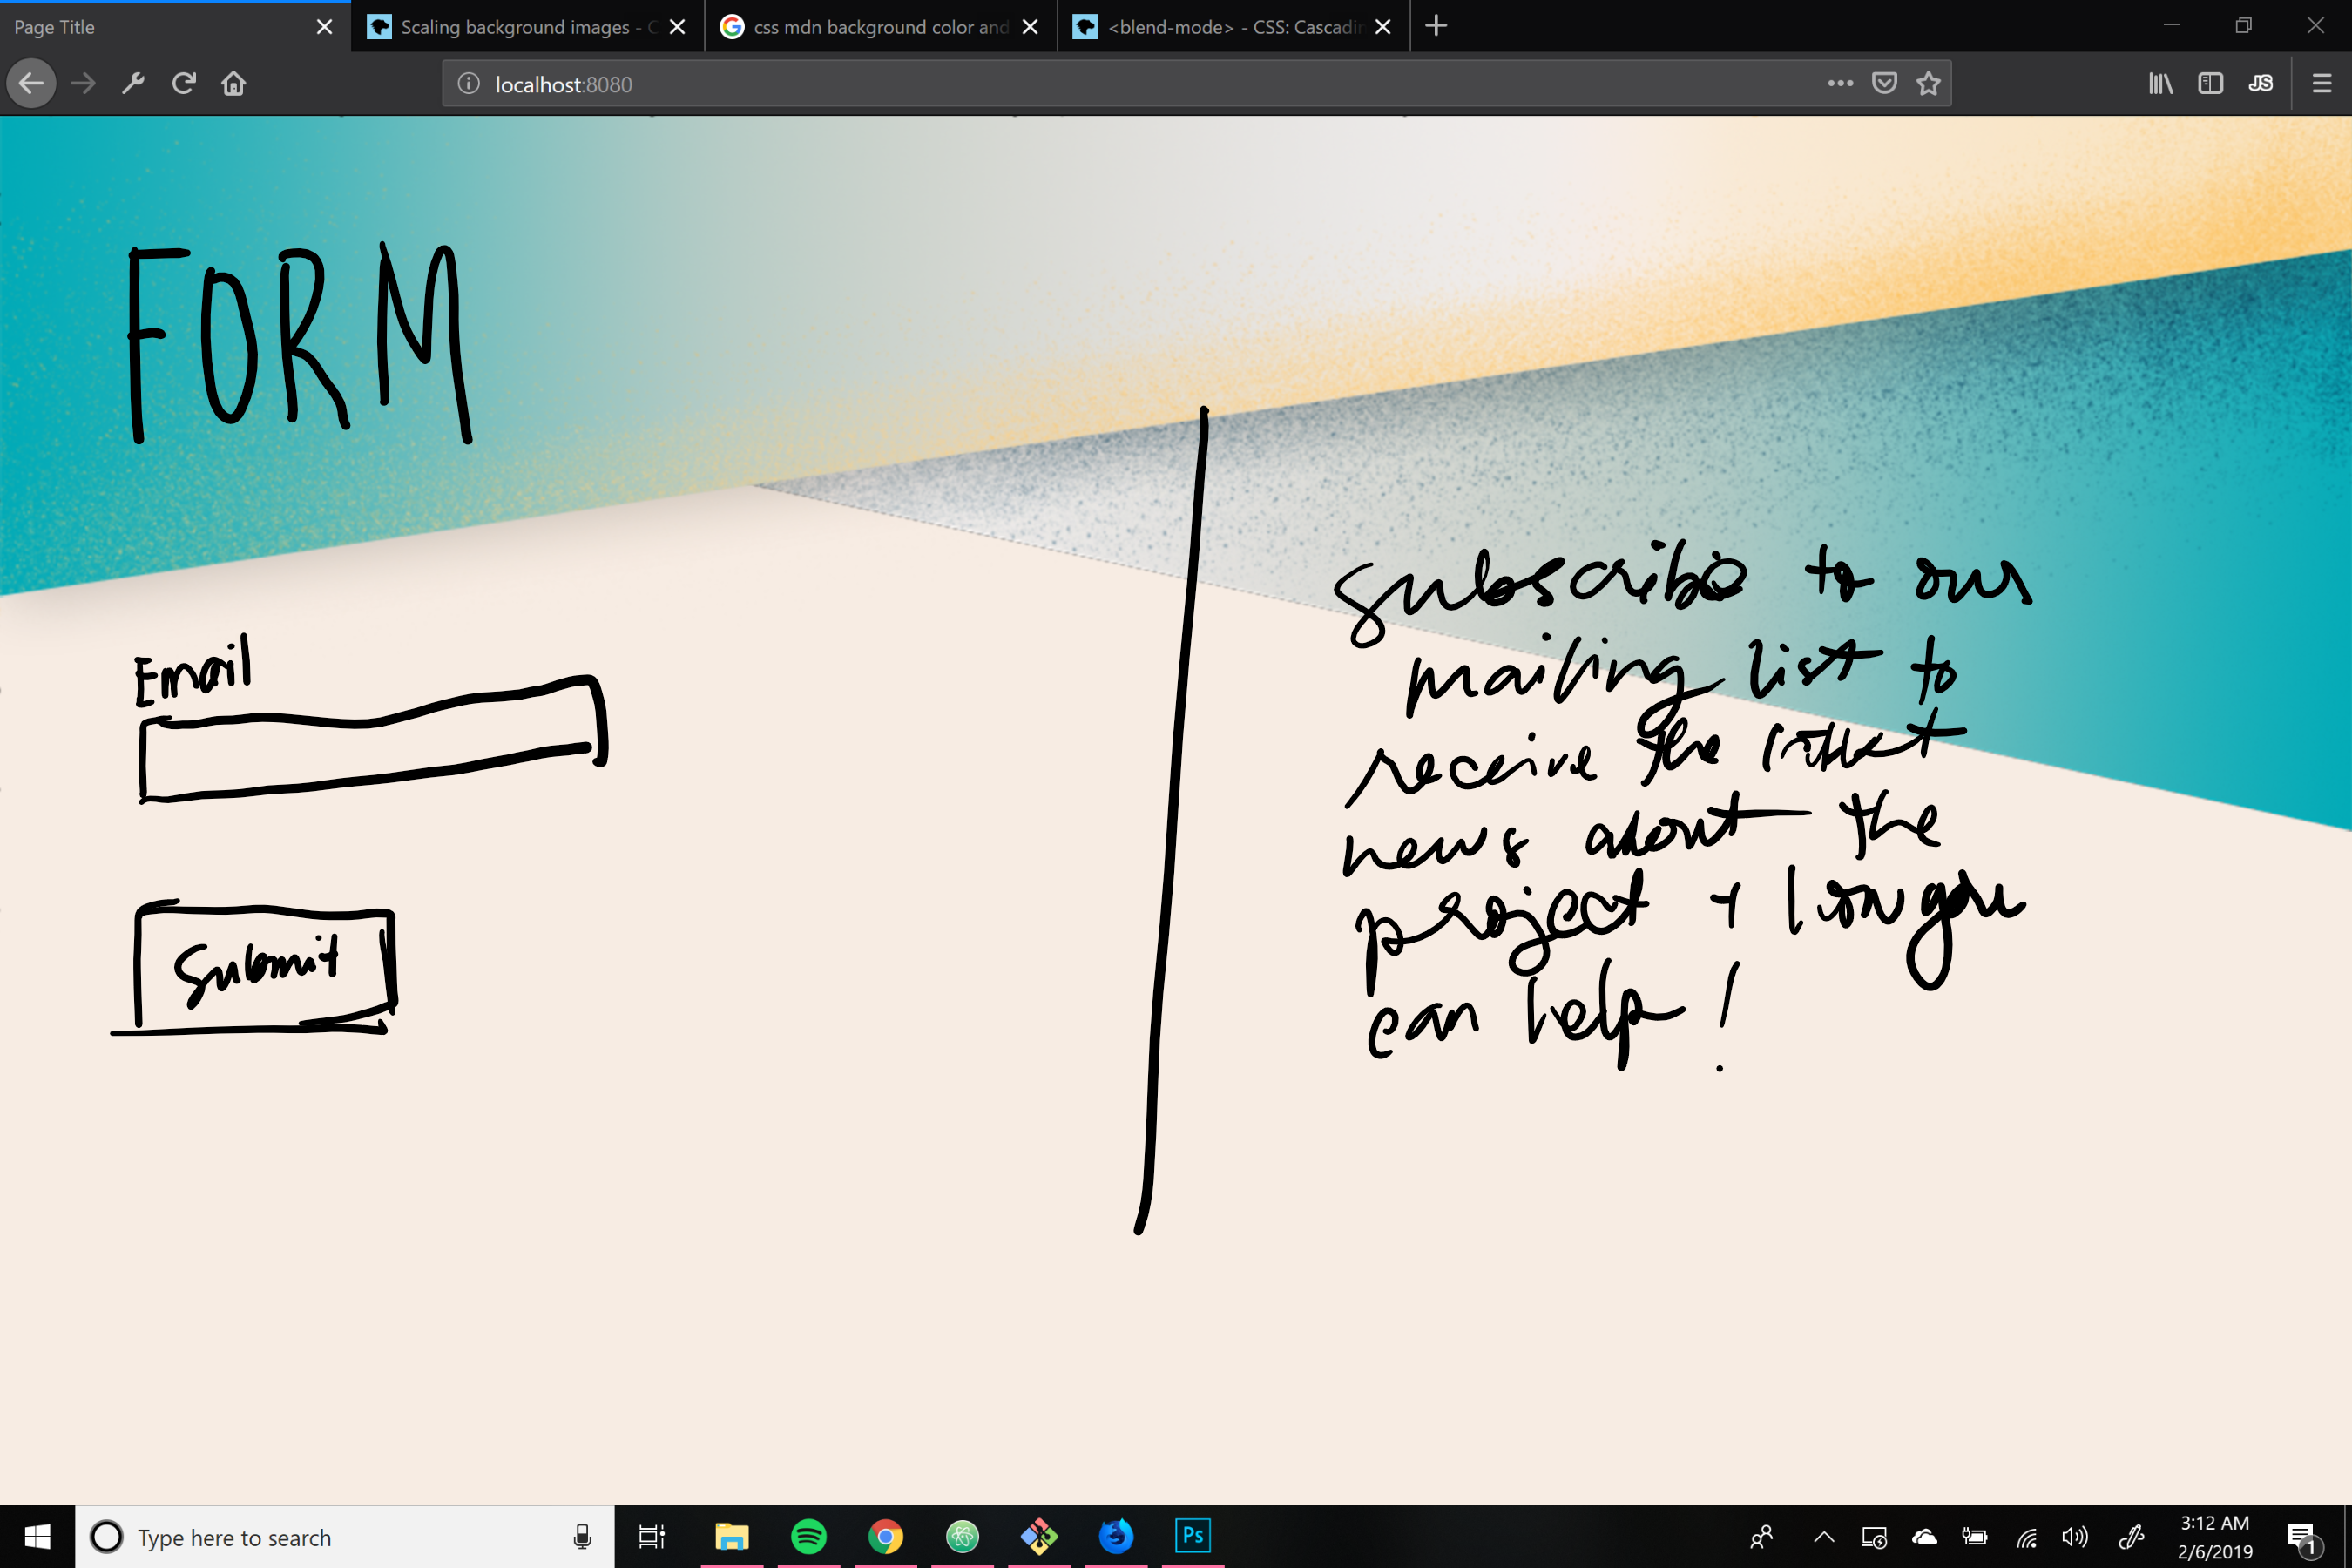 Page Title
Scaling background images - C
css mdn background color and
<blend-mode> - CSS: Cascadin
localhost:8080
JS
FORM
Email
Submit
subscribe to our
mailing list to
receive the latest
news about the
project + how you
can help!
Type here to search
Ps
3:12 AM
2/6/2019
1